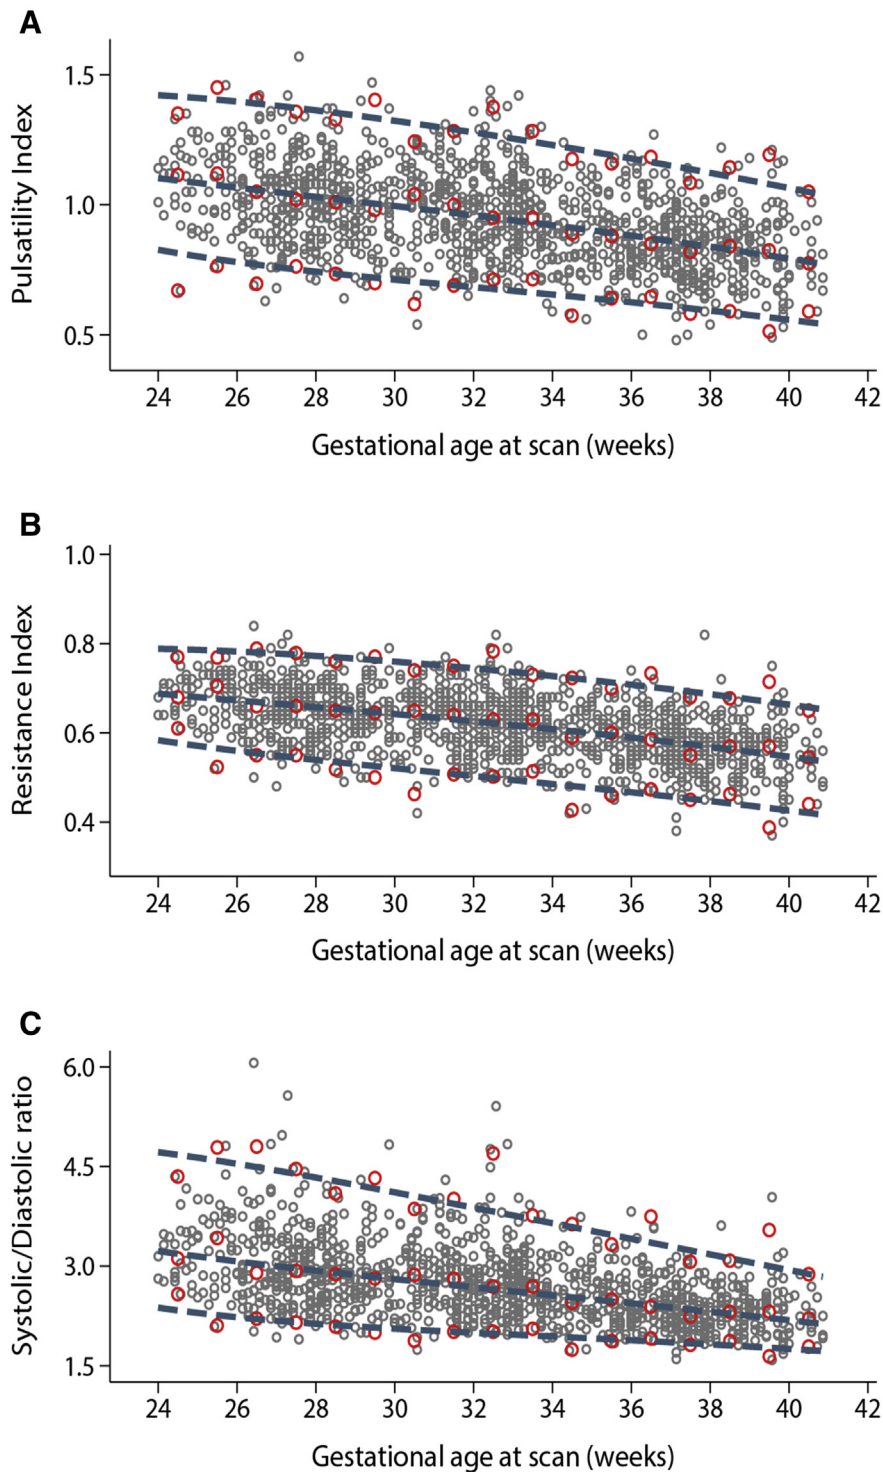 A
Pulsatility Index
1.5
1.0
0.5
24 26 28 30 32 34 36 38 40 42
Gestational age at scan (weeks)
B
Resistance Index
1.0
0.8
0.6
0.4
24 26 28 30 32 34 36 38 40 42
Gestational age at scan (weeks)
C
Systolic/Diastolic ratio
6.0
4.5
3.0
1.5
24 26 28 30 32 34 36 38 40 42
Gestational age at scan (weeks)